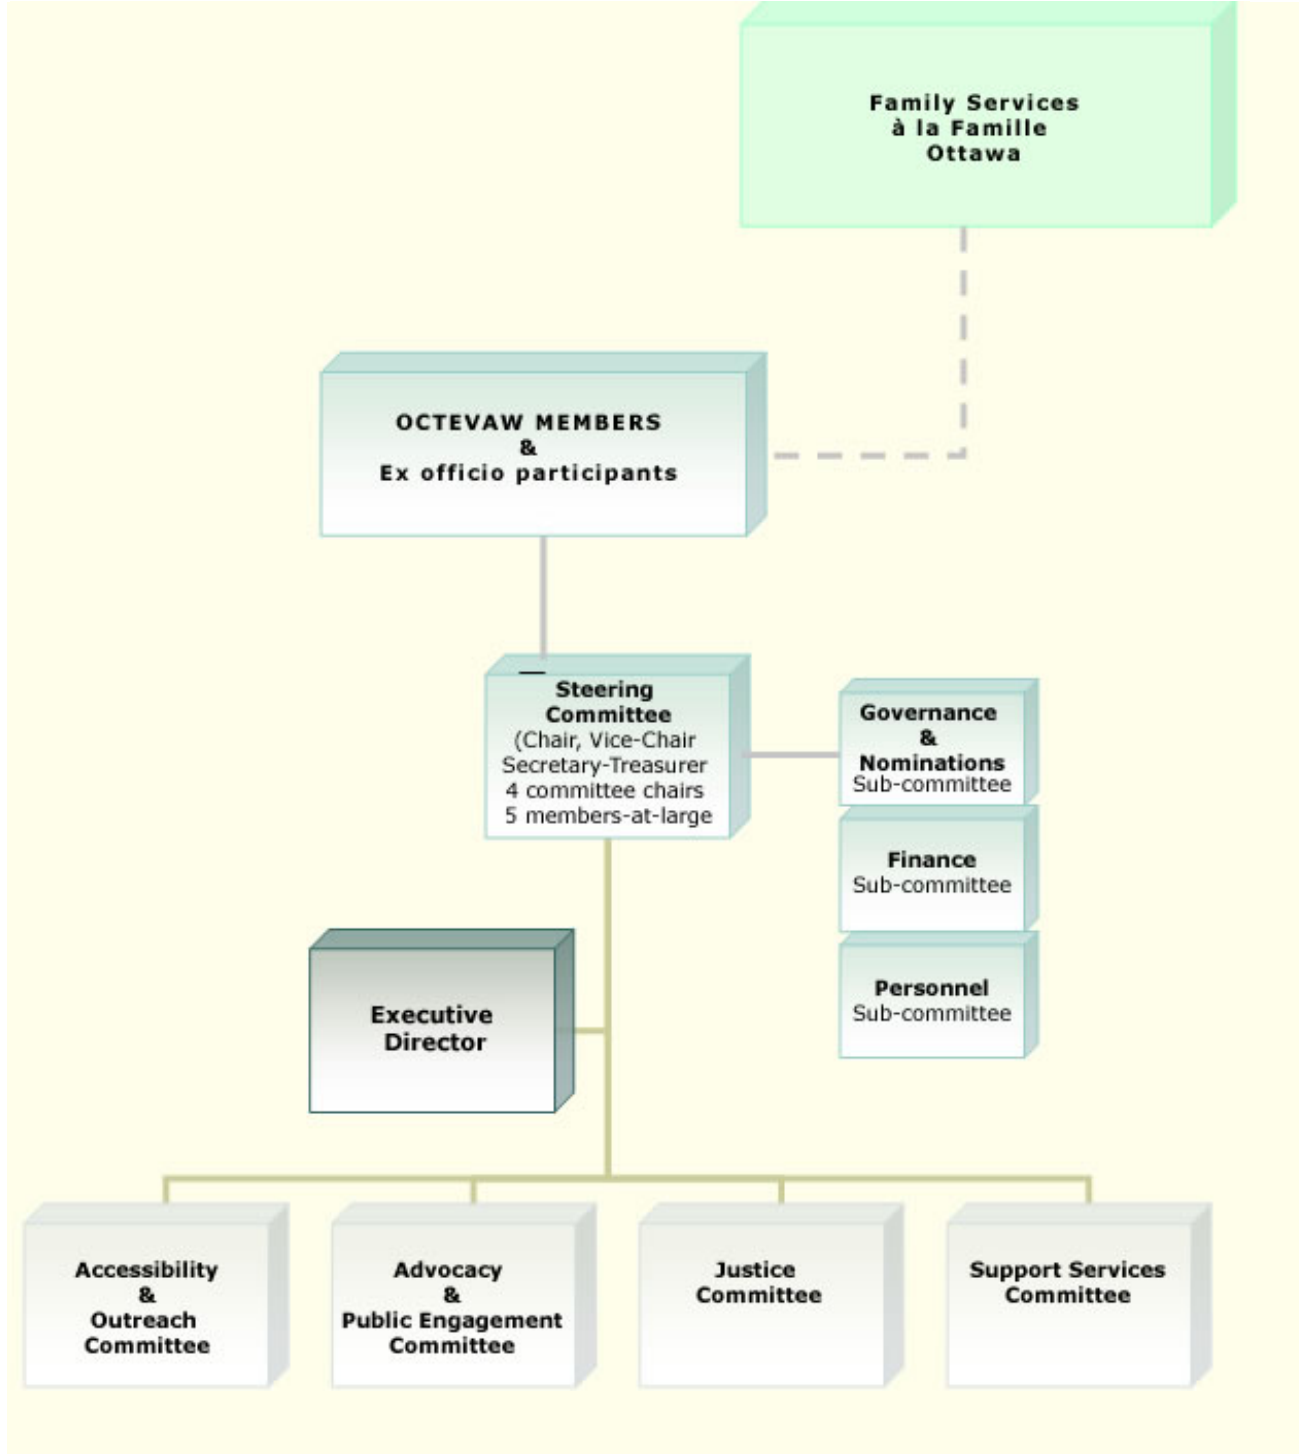 Family Services
à la Famille
Ottawa
OCTEVAW MEMBERS
&
Ex officio participants
Steering
Committee
(Chair, Vice-Chair
Secretary-Treasurer
4 committee chairs
5 members-at-large
Governance
&
Nominations
Sub-committee
Finance
Sub-committee
Personnel
Sub-committee
Executive
Director
Accessibility
&
Outreach
Committee
Advocacy
&
Public Engagement
Committee
Justice
Committee
Support Services
Committee